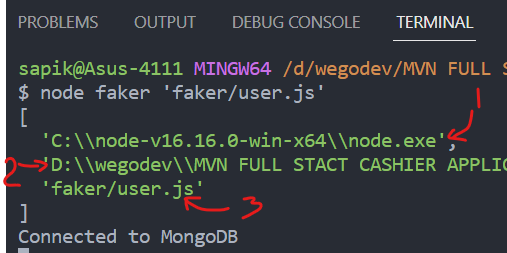 PROBLEMS OUTPUT DEBUG CONSOLE TERMINAL
sapik@Asus-4111 MINGW64 /d/wegodev/MVN FULL S
$ node faker 'faker/user.js'
1
[
'C:\\node-v16.16.0-win-x64\\node.exe',
2 'D:\\wegodev\\MVN FULL STACT CASHIER APPLIC
'faker/user.js' 3
]
Connected to MongoDB